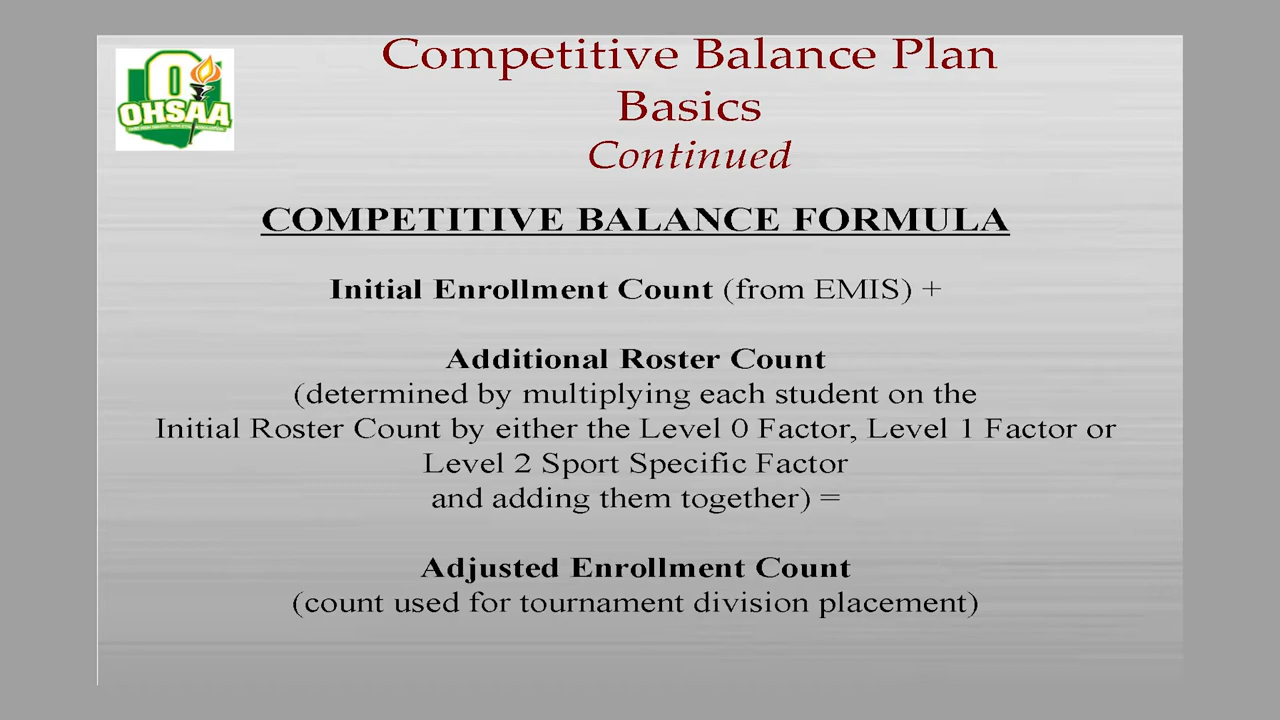 OHSAA
Competitive Balance Plan
Basics
Continued
COMPETITIVE BALANCE FORMULA
Initial Enrollment Count (from EMIS) +
Additional Roster Count
(determined by multiplying each student on the
Initial Roster Count by either the Level 0 Factor, Level 1 Factor or
Level 2 Sport Specific Factor
and adding them together) =
Adjusted Enrollment Count
(count used for tournament division placement)